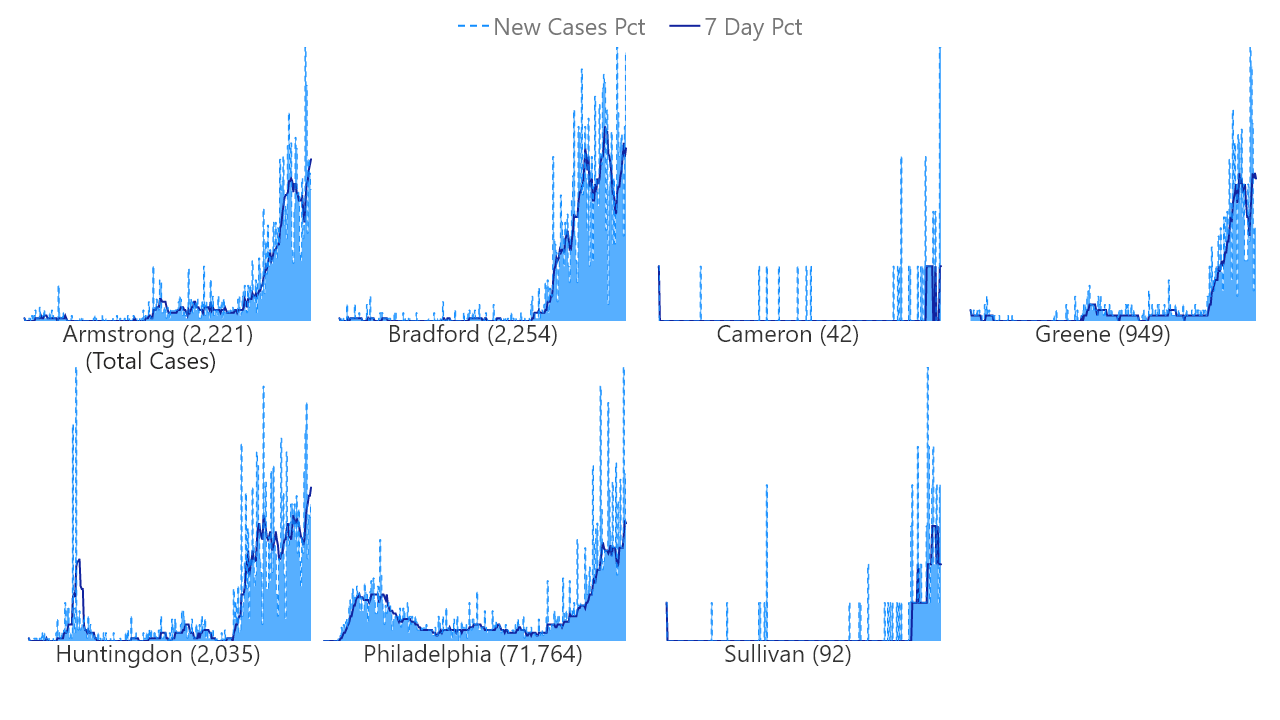 New Cases Pct 7 Day Pct
Armstrong (2,221)
(Total Cases)
Bradford (2,254)
Cameron (42)
Greene (949)
Huntingdon (2,035)
Philadelphia (71,764)
Sullivan (92)